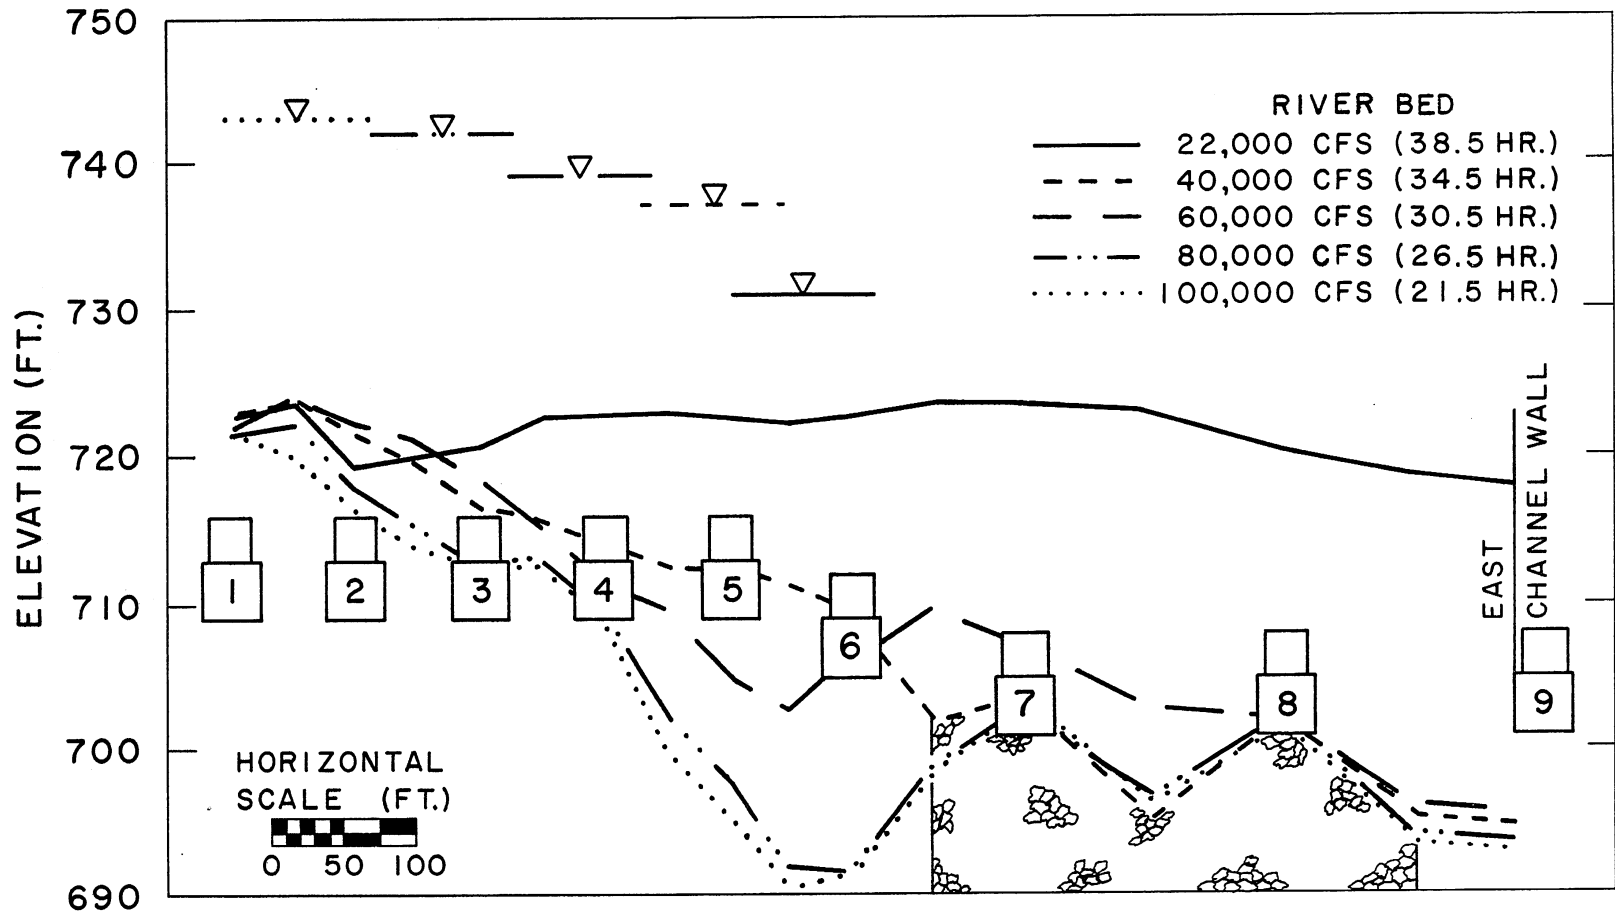 750
740
730
720
710
700
690
ELEVATION (FT.)
RIVER BED
22,000 CFS (38.5 HR.)
40,000 CFS (34.5 HR.)
60,000 CFS (30.5 HR.)
80,000 CFS (26.5 HR.)
100,000 CFS (21.5 HR.)
1
2
3
4
5
6
7
8
9
EAST
CHANNEL WALL
HORIZONTAL
SCALE (FT.)
0 50 100